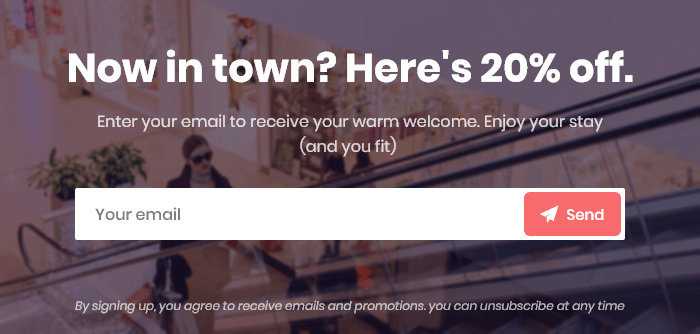 Now in town? Here's 20% off.
Enter your email to receive your warm welcome. Enjoy your stay
(and you fit)
Your email
Send
By signing up, you agree to receive emails and promotions. you can unsubscribe at any time